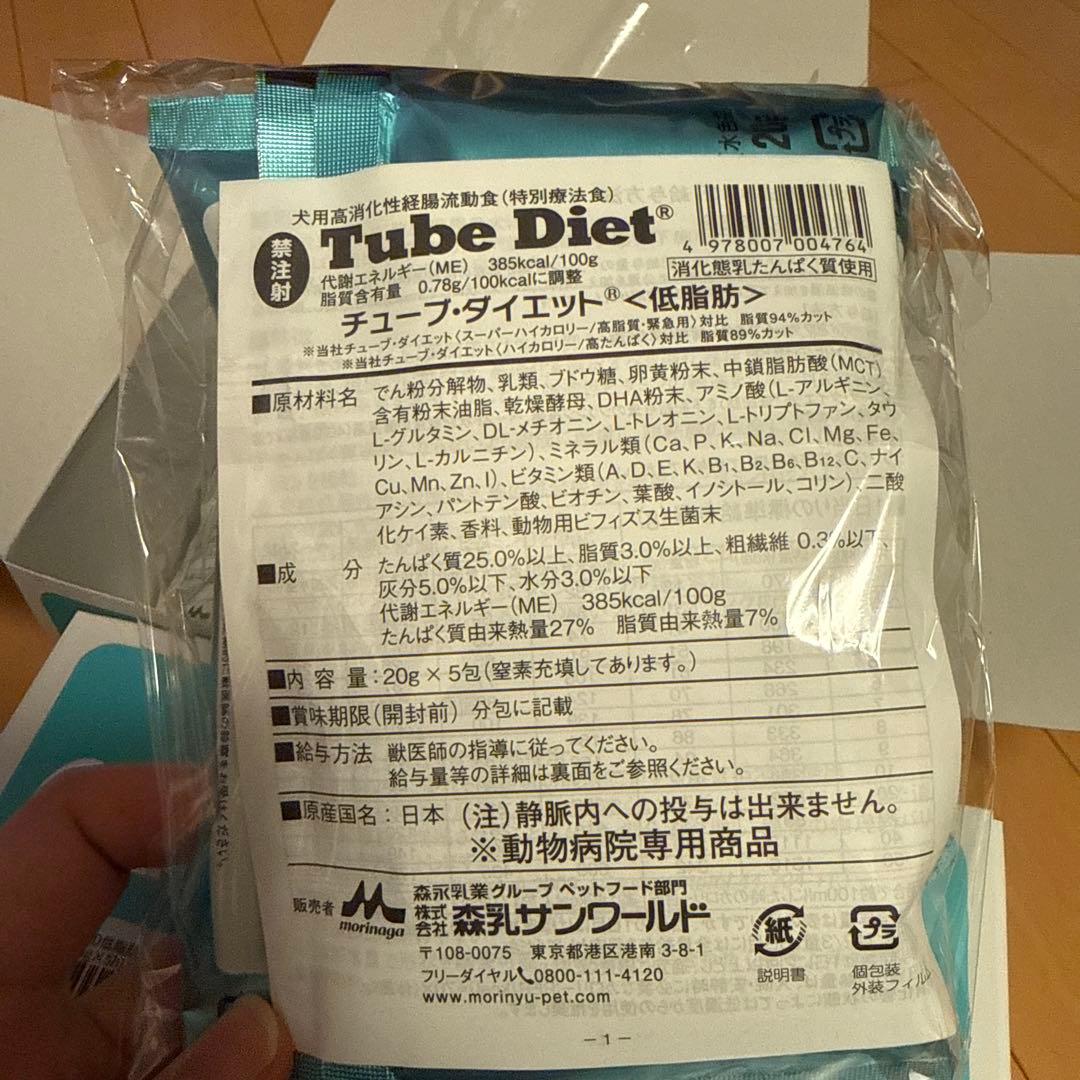 犬用高消化性経腸流動食（特別療法食）
禁注射
Tube Diet®
4 978007 004764
代謝エネルギー（ME） 385kcal/100g
脂質含有量 0.78g/100kcalに調整
消化態乳たんぱく質使用
チューブ・ダイエット®＜低脂肪＞
※当社チューブ・ダイエット〈スーパーハイカロリー/高脂質・緊急用〉対比 脂質94%カット
※当社チューブ・ダイエット〈ハイカロリー/高たんぱく〉対比 脂質89%カット
■原材料名 でん粉分解物、乳類、ブドウ糖、卵黄粉末、中鎖脂肪酸（MCT）
含有粉末油脂、乾燥酵母、DHA粉末、アミノ酸（L-アルギニン、
L-グルタミン、DL-メチオニン、L-トレオニン、L-トリプトファン、タウ
リン、L-カルニチン）、ミネラル類（Ca、P、K、Na、Cl、Mg、Fe、
Cu、Mn、Zn、I）、ビタミン類（A、D、E、K、B₁、B₂、B₆、B₁₂、C、ナイ
アシン、パントテン酸、ビオチン、葉酸、イノシトール、コリン）、二酸
化ケイ素、香料、動物用ビフィズス生菌末
■成 分 たんぱく質25.0%以上、脂質3.0%以上、粗繊維 0.3%以下、
灰分5.0%以下、水分3.0%以下
代謝エネルギー（ME） 385kcal/100g
たんぱく質由来熱量27% 脂質由来熱量7%
■内 容 量：20g×5包（窒素充填してあります。）
■賞味期限（開封前） 分包に記載
■給与方法 獣医師の指導に従ってください。
給与量等の詳細は裏面をご参照ください。
■原産国名：日本 （注）静脈内への投与は出来ません。
※動物病院専用商品
販売者 morinaga
森永乳業グループ ペットフード部門
株式会社 森乳サンワールド
〒108-0075 東京都港区港南 3-8-1
フリーダイヤル 0800-111-4120
www.morinyu-pet.com
紙
説明書
プラ
個包装
外装フィルム
－1－
プラ